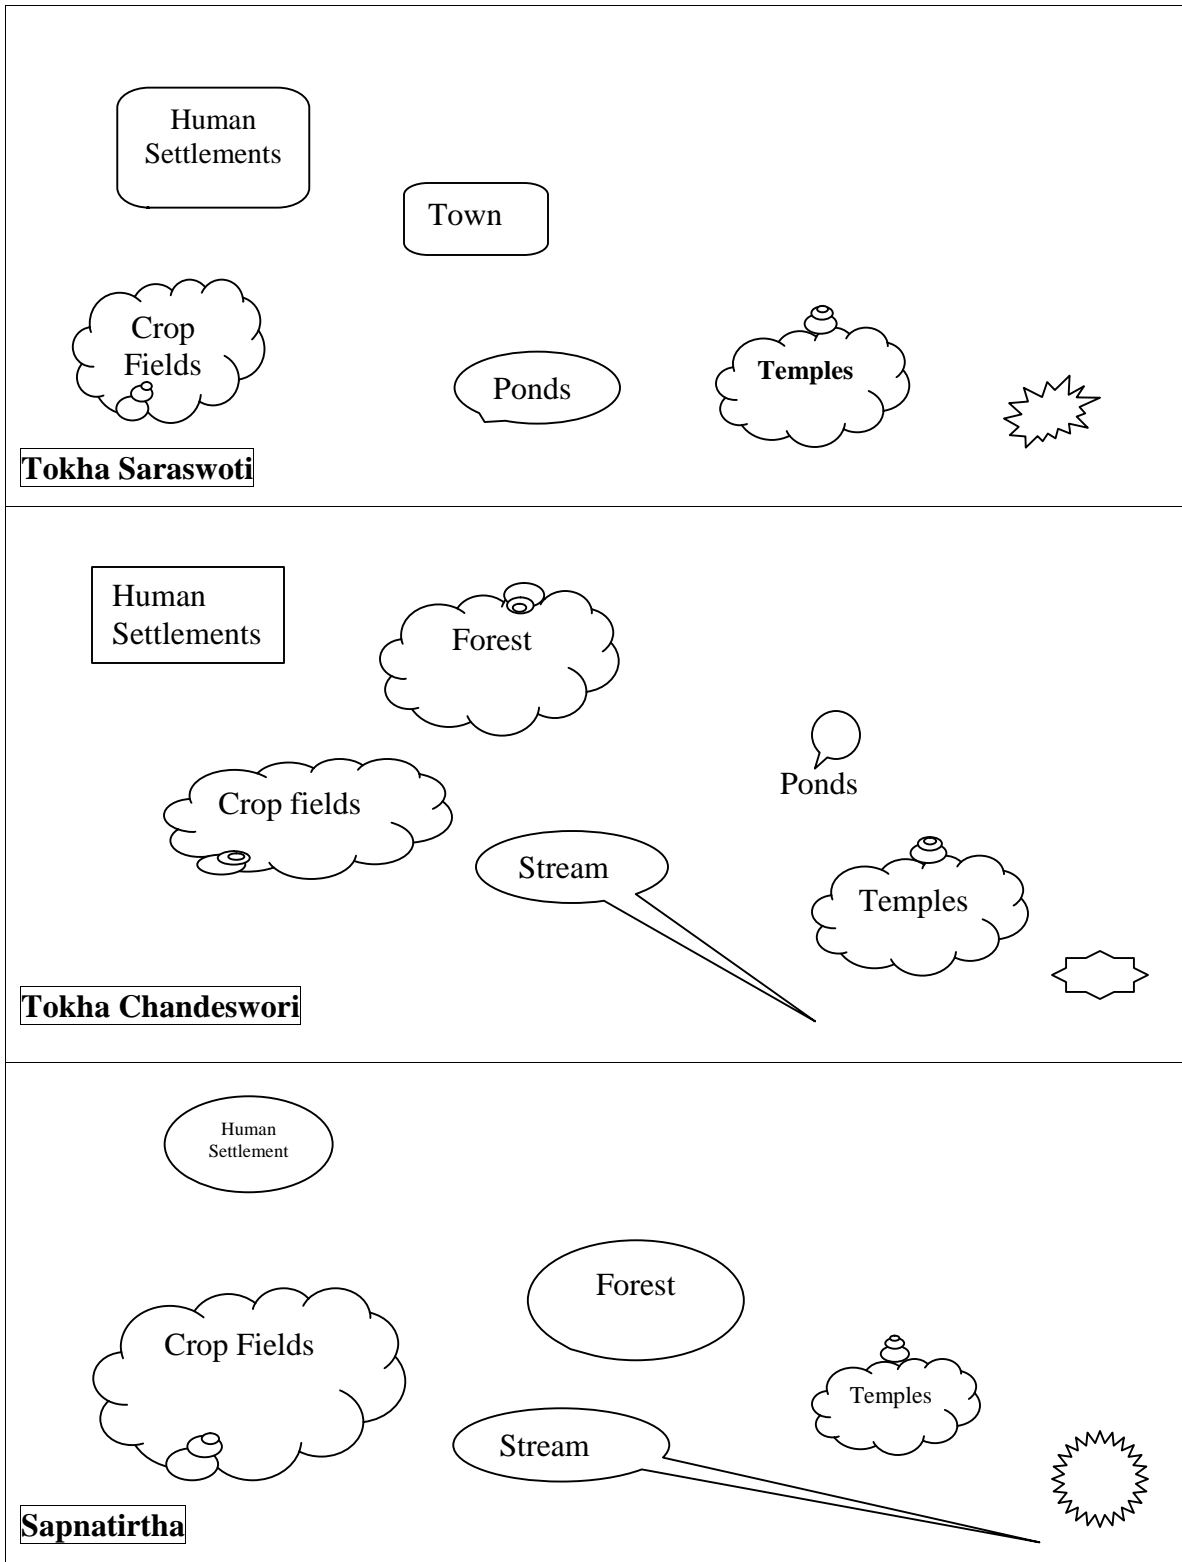 Human
Settlements
Town
Crop
Fields
Ponds
Temples
Tokha Saraswoti
Human
Settlements
Forest
Ponds
Crop fields
Stream
Temples
Tokha Chandeswori
Human
Settlement
Forest
Crop Fields
Temples
Stream
Sapnatirtha